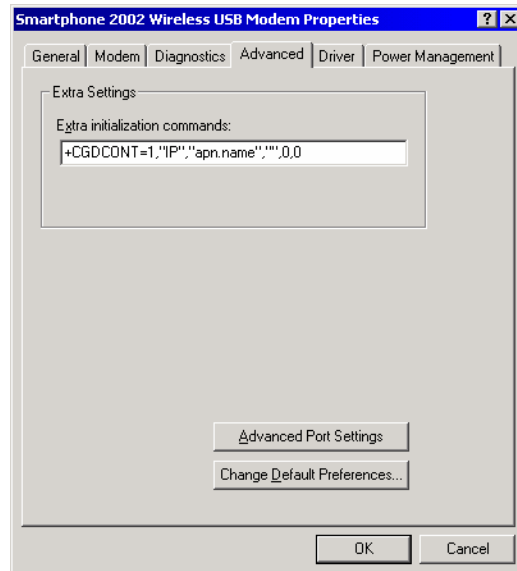 Smartphone 2002 Wireless USB Modem Properties
General Modem Diagnostics Advanced Driver Power Management
Extra Settings
Extra initialization commands:
+CGDCONT=1,"IP","apn.name","",0,0
Advanced Port Settings
Change Default Preferences...
OK Cancel